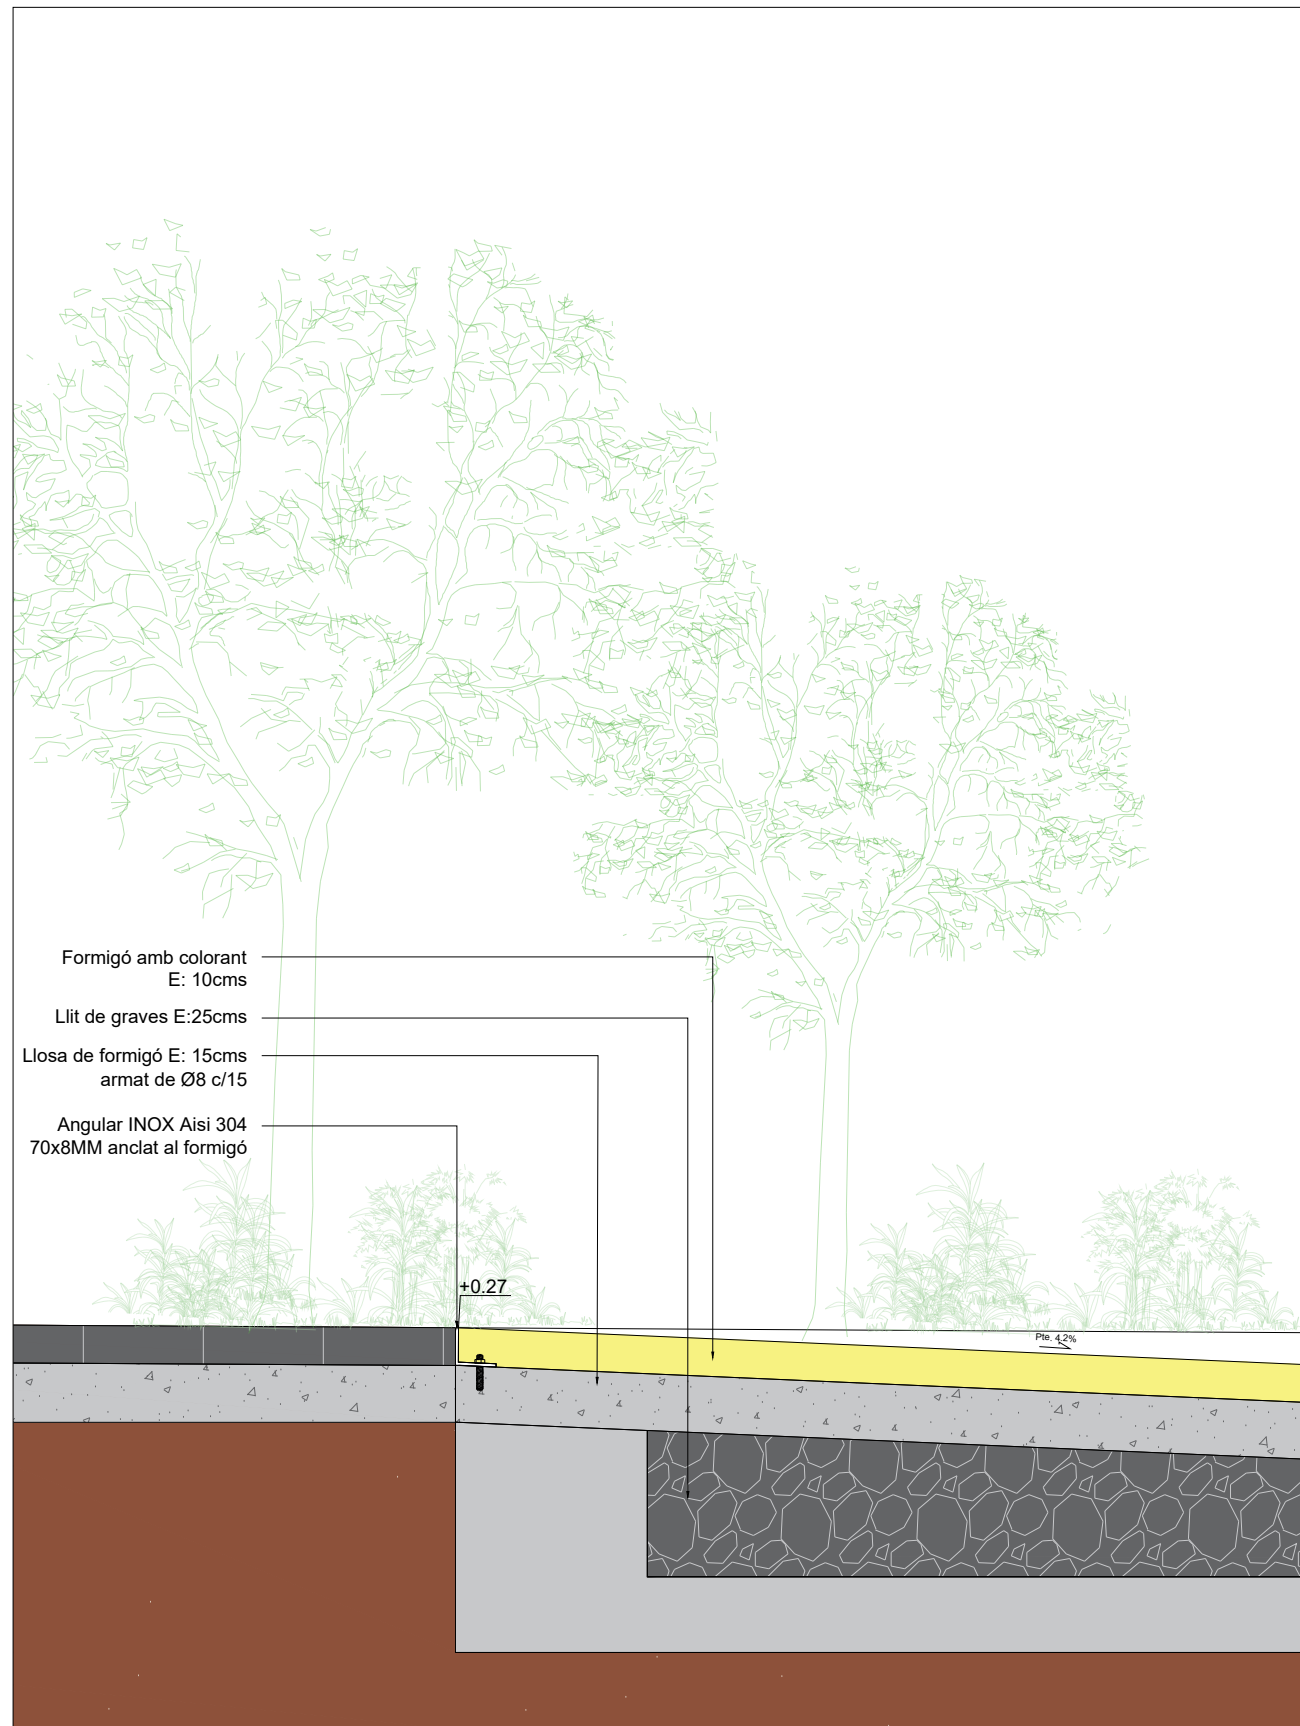 Formigó amb colorant
E: 10cms
Llit de graves E:25cms
Llosa de formigó E: 15cms
armat de Ø8 c/15
Angular INOX Aisi 304
70x8MM anclat al formigó
+0.27
Pte. 4.2%